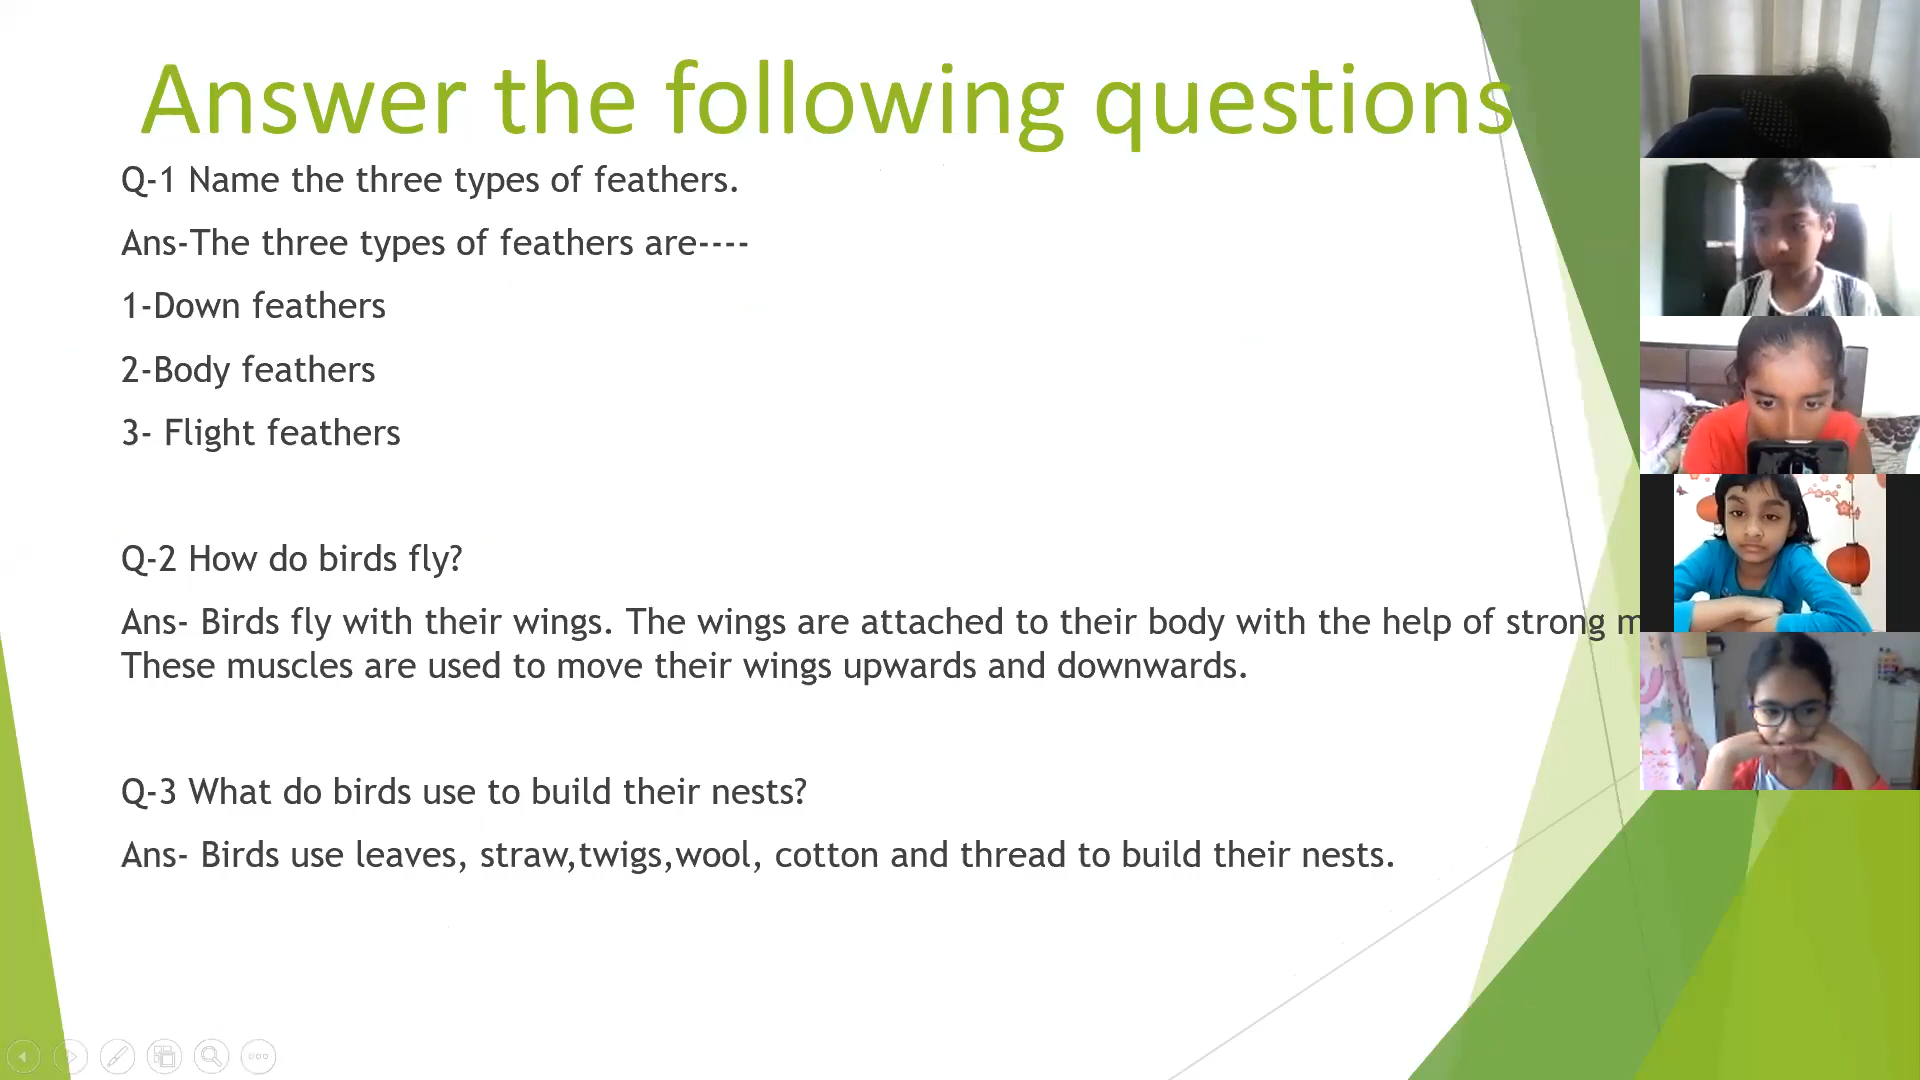 Answer the following questions
Q-1 Name the three types of feathers.
Ans-The three types of feathers are----
1-Down feathers
2-Body feathers
3- Flight feathers
Q-2 How do birds fly?
Ans- Birds fly with their wings. The wings are attached to their body with the help of strong
These muscles are used to move their wings upwards and downwards.
Q-3 What do birds use to build their nests?
Ans- Birds use leaves, straw,twigs,wool, cotton and thread to build their nests.